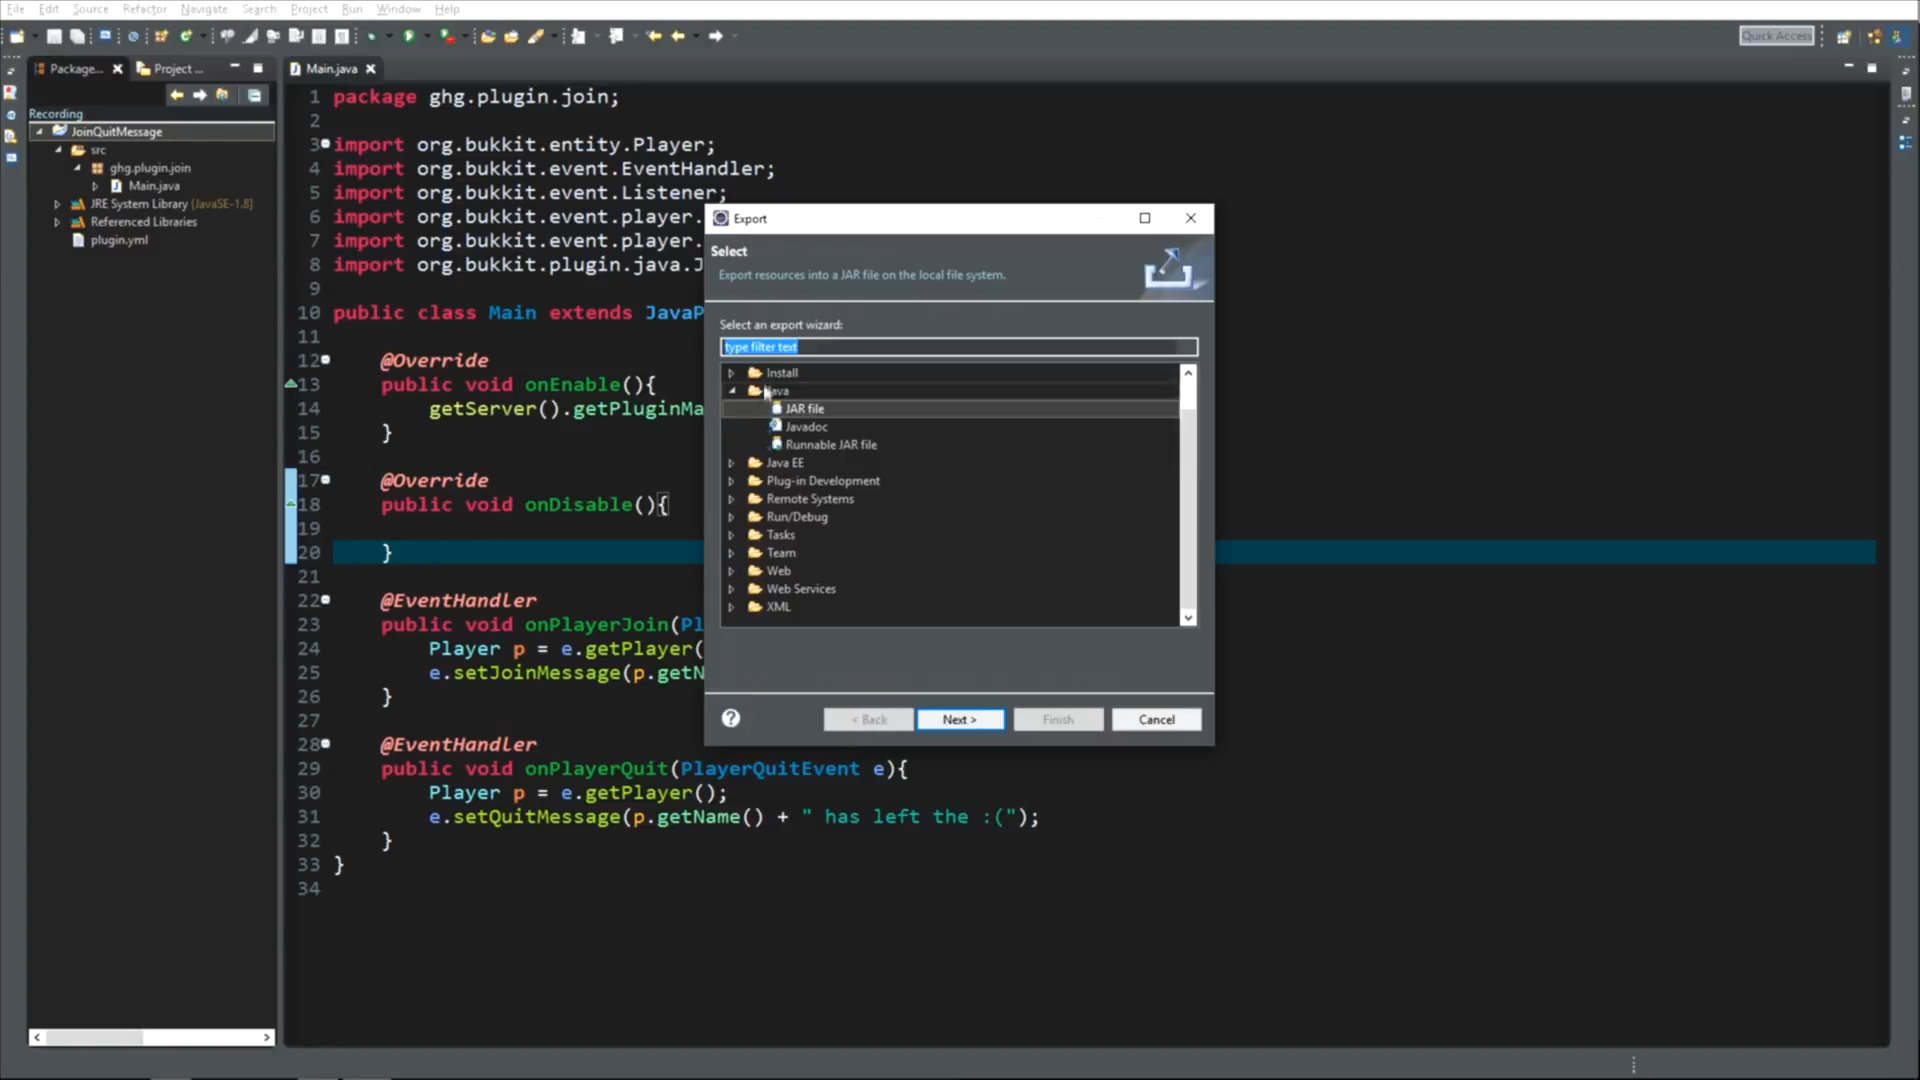 File Edit Source Refactor Navigate Search Project Run Window Help
Quick Access
Package... Project ... Main.java
Recording
JoinQuitMessage
src
ghg.plugin.join
Main.java
JRE System Library [JavaSE-1.8]
Referenced Libraries
plugin.yml
1 package ghg.plugin.join;
2
3 import org.bukkit.entity.Player;
4 import org.bukkit.event.EventHandler;
5 import org.bukkit.event.Listener;
6 import org.bukkit.event.player.
7 import org.bukkit.event.player.
8 import org.bukkit.plugin.java.J
9
10 public class Main extends JavaP
11
12 @Override
13 public void onEnable(){
14 getServer().getPluginMa
15 }
16
17 @Override
18 public void onDisable(){
19
20 }
21
22 @EventHandler
23 public void onPlayerJoin(Pl
24 Player p = e.getPlayer(
25 e.setJoinMessage(p.getN
26 }
27
28 @EventHandler
29 public void onPlayerQuit(PlayerQuitEvent e){
30 Player p = e.getPlayer();
31 e.setQuitMessage(p.getName() + " has left the :(");
32 }
33 }
34
Export
Select
Export resources into a JAR file on the local file system.
Select an export wizard:
type filter text
Install
Java
JAR file
Javadoc
Runnable JAR file
Java EE
Plug-in Development
Remote Systems
Run/Debug
Tasks
Team
Web
Web Services
XML
? < Back Next > Finish Cancel